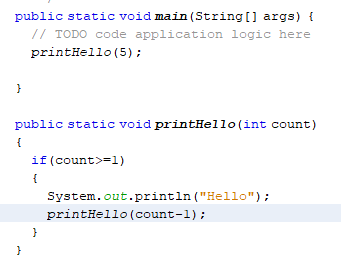 public static void main(String[] args) {
// TODO code application logic here
printHello(5);
}
public static void printHello(int count)
{
if(count>=1)
{
System.out.println("Hello");
printHello(count-1);
}
}